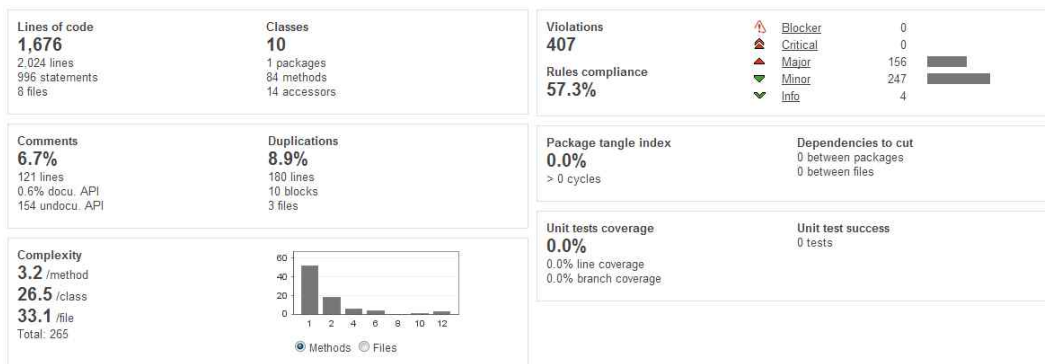 Lines of code
1,676
2,024 lines
996 statements
8 files
Classes
10
1 packages
84 methods
14 accessors
Violations
407
Rules compliance
57.3%
Blocker 0
Critical 0
Major 156
Minor 247
Info 4
Comments
6.7%
121 lines
0.6% docu. API
154 undocu. API
Duplications
8.9%
180 lines
10 blocks
3 files
Package tangle index
0.0%
> 0 cycles
Dependencies to cut
0 between packages
0 between files
Complexity
3.2 /method
26.5 /class
33.1 /file
Total: 265
60
40
20
0
1 2 4 6 8 10 12
Methods Files
Unit tests coverage
0.0%
0.0% line coverage
0.0% branch coverage
Unit test success
0 tests